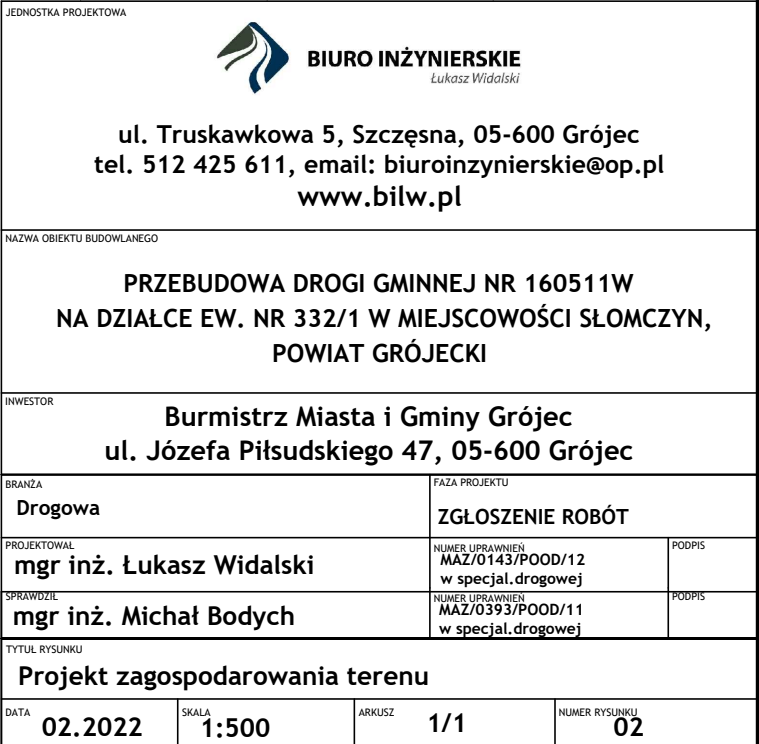 JEDNOSTKA PROJEKTOWA
BIURO INŻYNIERSKIE
Łukasz Widalski
ul. Truskawkowa 5, Szczęsna, 05-600 Grójec
tel. 512 425 611, email: biuroinzynierskie@op.pl
www.bilw.pl
NAZWA OBIEKTU BUDOWLANEGO
PRZEBUDOWA DROGI GMINNEJ NR 160511W
NA DZIAŁCE EW. NR 332/1 W MIEJSCOWOŚCI SŁOMCZYN,
POWIAT GRÓJECKI
INWESTOR
Burmistrz Miasta i Gminy Grójec
ul. Józefa Piłsudskiego 47, 05-600 Grójec
BRANŻA
Drogowa
FAZA PROJEKTU
ZGŁOSZENIE ROBÓT
PROJEKTOWAŁ
mgr inż. Łukasz Widalski
NUMER UPRAWNIEŃ
MAZ/0143/POOD/12
w specjal.drogowej
PODPIS
SPRAWDZIŁ
mgr inż. Michał Bodych
NUMER UPRAWNIEŃ
MAZ/0393/POOD/11
w specjal.drogowej
PODPIS
TYTUŁ RYSUNKU
Projekt zagospodarowania terenu
DATA
02.2022
SKALA
1:500
ARKUSZ
1/1
NUMER RYSUNKU
02